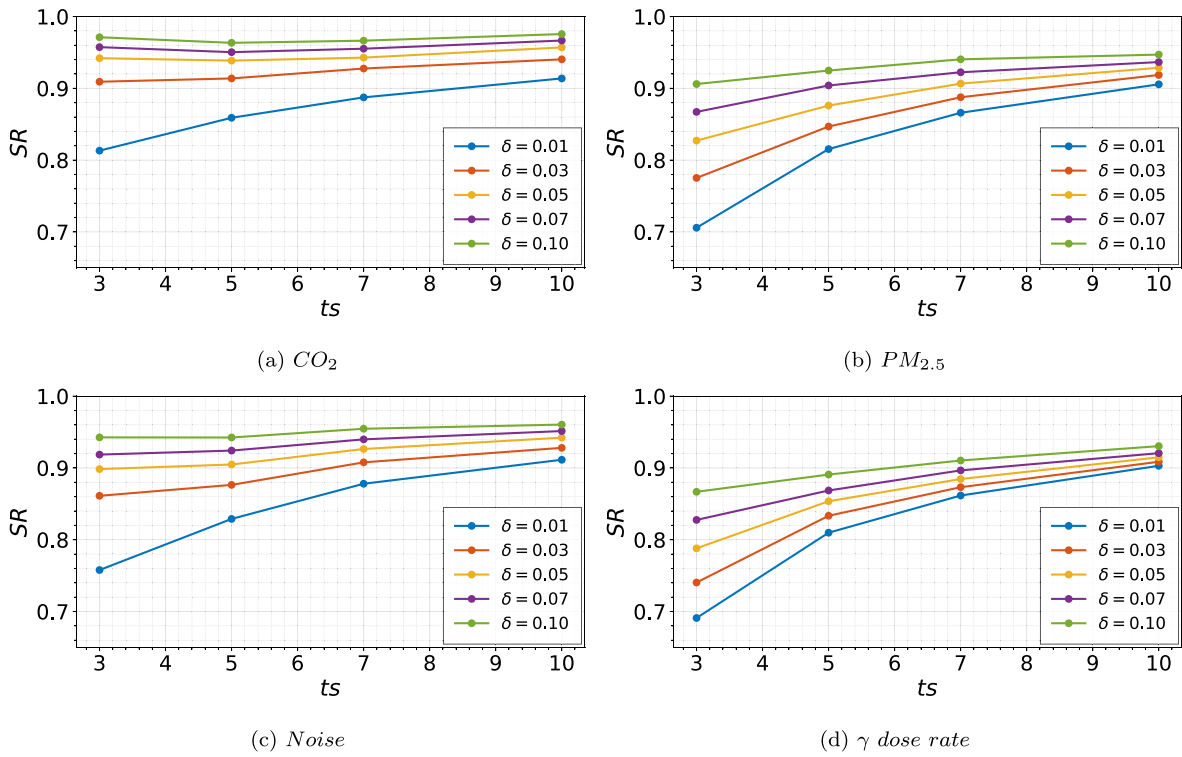 1.0
0.9
0.8
0.7
SR
3 4 5 6 7 8 9 10
ts
δ = 0.01
δ = 0.03
δ = 0.05
δ = 0.07
δ = 0.10
(a) CO₂
1.0
0.9
0.8
0.7
SR
3 4 5 6 7 8 9 10
ts
δ = 0.01
δ = 0.03
δ = 0.05
δ = 0.07
δ = 0.10
(b) PM₂.₅
1.0
0.9
0.8
0.7
SR
3 4 5 6 7 8 9 10
ts
δ = 0.01
δ = 0.03
δ = 0.05
δ = 0.07
δ = 0.10
(c) Noise
1.0
0.9
0.8
0.7
SR
3 4 5 6 7 8 9 10
ts
δ = 0.01
δ = 0.03
δ = 0.05
δ = 0.07
δ = 0.10
(d) γ dose rate